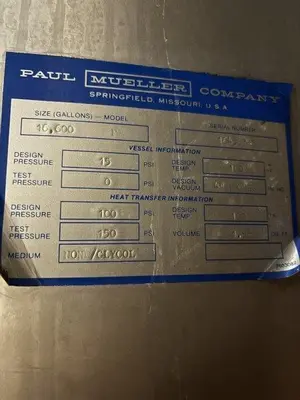 PAUL MUELLER COMPANY
SPRINGFIELD, MISSOURI, U.S.A
SIZE (GALLONS) — MODEL
SERIAL NUMBER
10,000
VESSEL INFORMATION
DESIGN PRESSURE 15 PSI DESIGN TEMP.
TEST PRESSURE 0 PSI DESIGN VACUUM
HEAT TRANSFER INFORMATION
DESIGN PRESSURE 100 PSI DESIGN TEMP.
TEST PRESSURE 150 PSI VOLUME
MEDIUM /GLYCOL